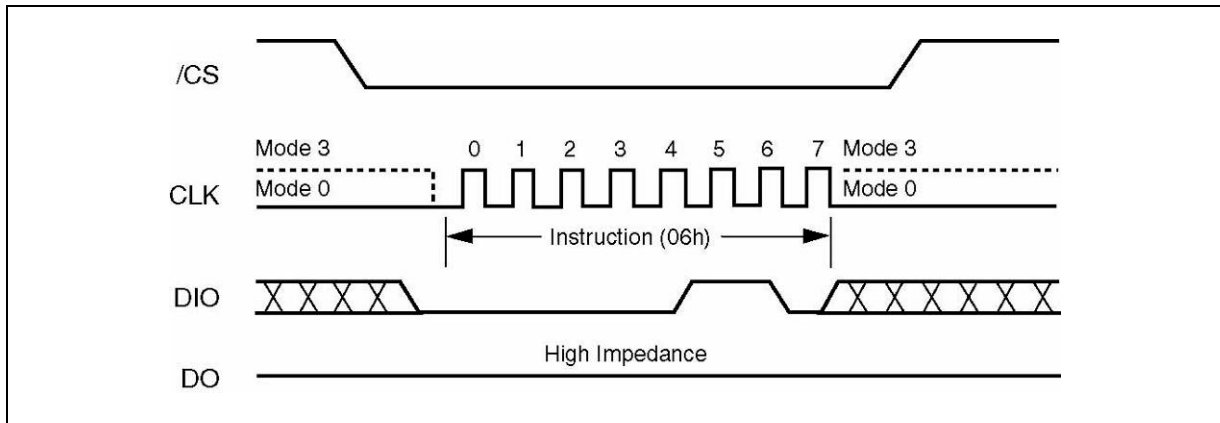 /CS
Mode 3 0 1 2 3 4 5 6 7 Mode 3
CLK Mode 0 Mode 0
Instruction (06h)
DIO
High Impedance
DO